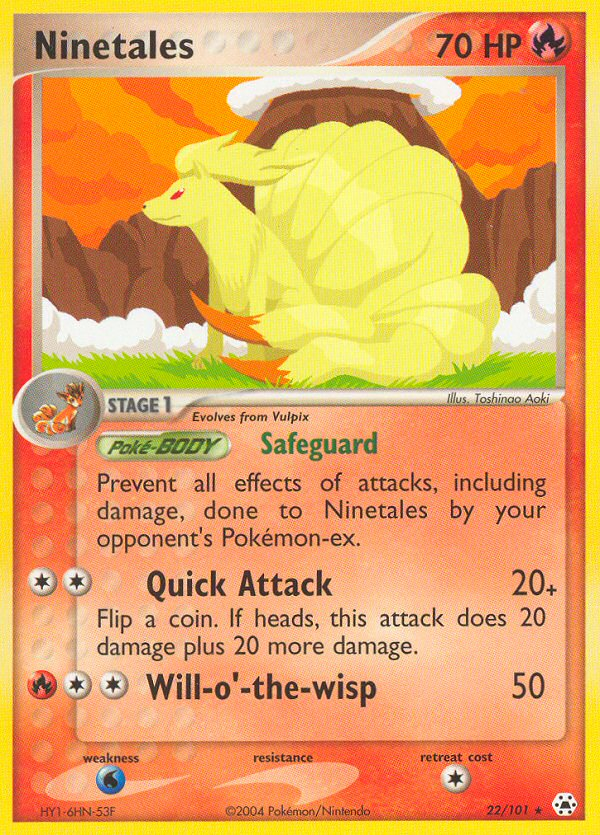 Ninetales 70 HP
STAGE 1
Illus. Toshinao Aoki
Evolves from Vulpix
Poké-BODY Safeguard
Prevent all effects of attacks, including
damage, done to Ninetales by your
opponent's Pokémon-ex.
Quick Attack 20+
Flip a coin. If heads, this attack does 20
damage plus 20 more damage.
Will-o'-the-wisp 50
weakness resistance retreat cost
HY1-6HN-53F ©2004 Pokémon/Nintendo 22/101 ★